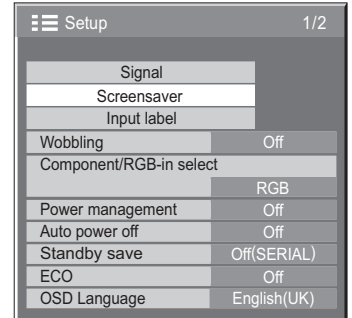 Setup 1/2
Signal
Screensaver
Input label
Wobbling Off
Component/RGB-in select
RGB
Power management Off
Auto power off Off
Standby save Off(SERIAL)
ECO Off
OSD Language English(UK)